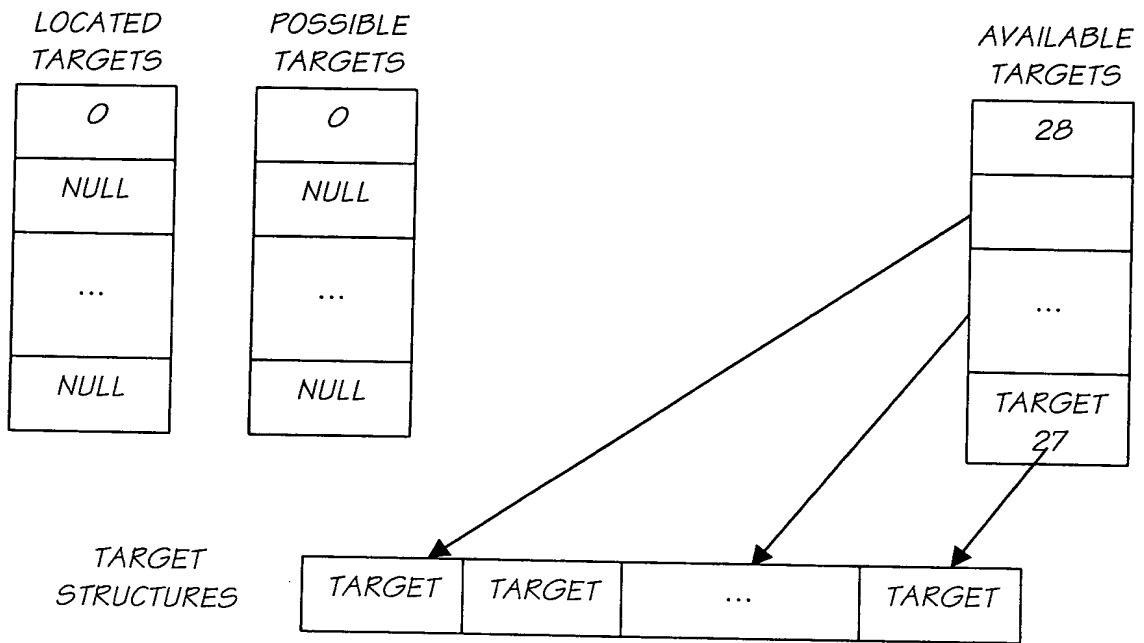 LOCATED
TARGETS
0
NULL
...
NULL
POSSIBLE
TARGETS
0
NULL
...
NULL
AVAILABLE
TARGETS
28
...
TARGET
27
TARGET
STRUCTURES
TARGET
TARGET
...
TARGET